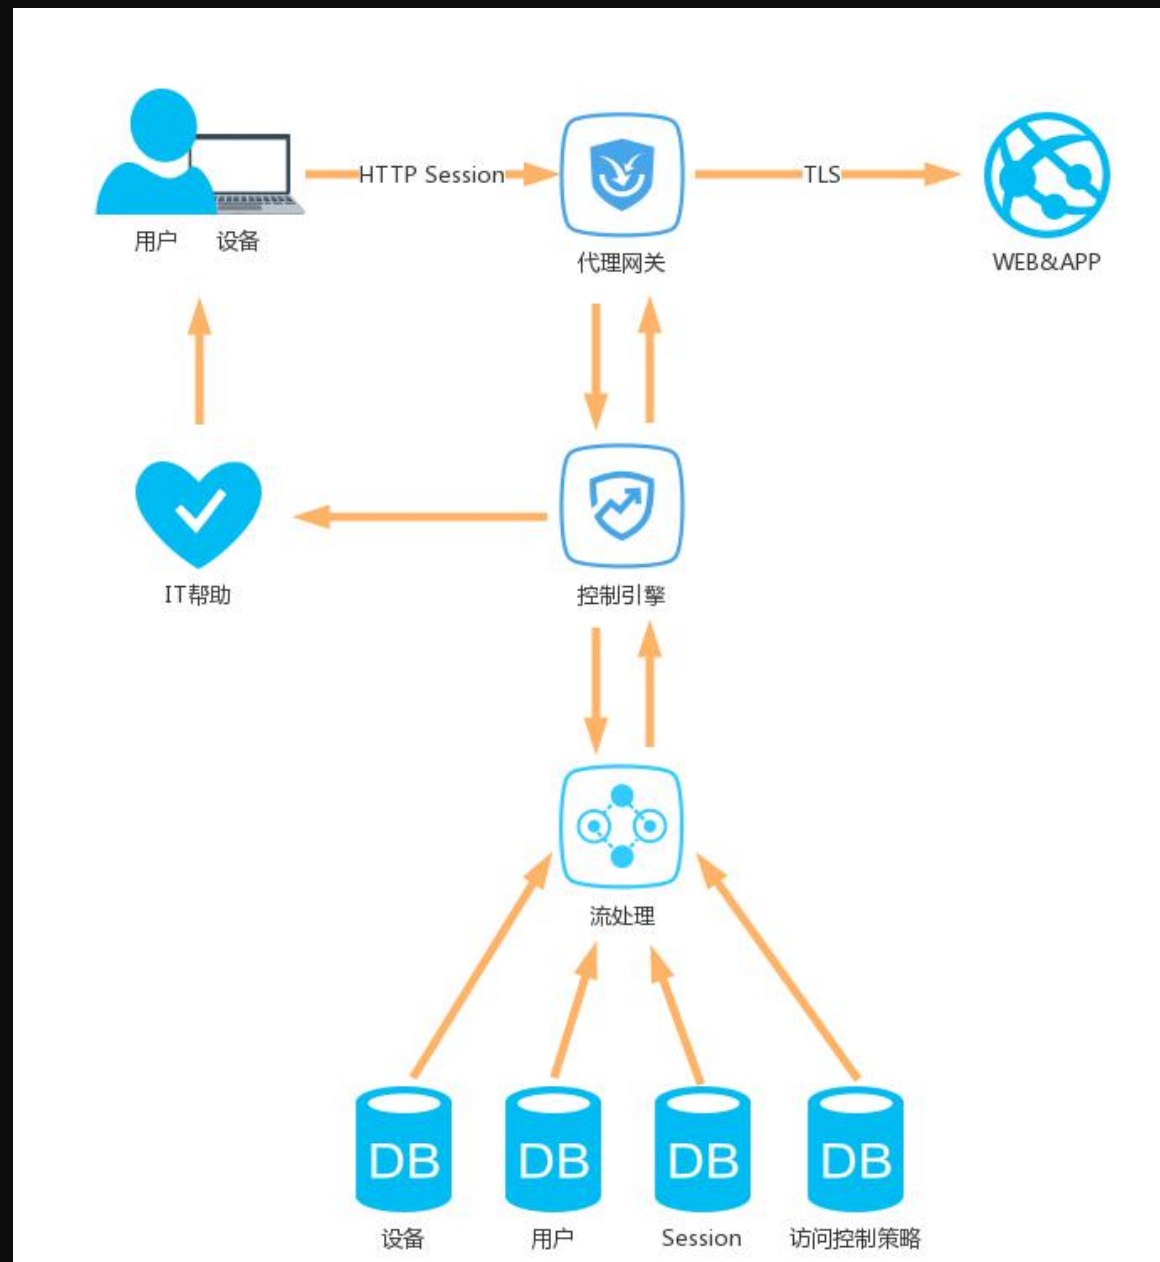 HTTP Session
TLS
用户
设备
代理网关
WEB&APP
IT帮助
控制引擎
流处理
DB
DB
DB
DB
设备
用户
Session
访问控制策略